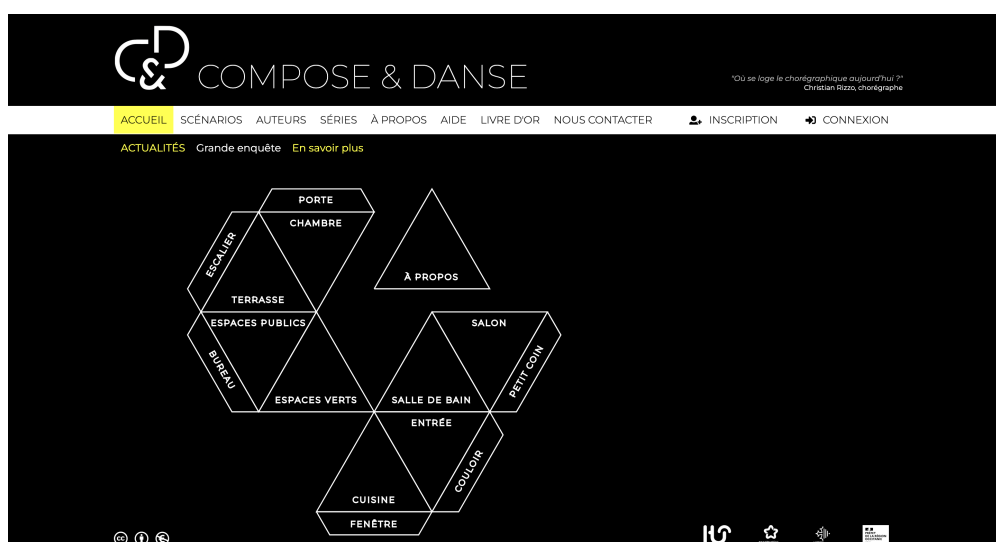 C&D COMPOSE & DANSE
"Où se loge le chorégraphique aujourd'hui ?"
Christian Rizzo, chorégraphe
ACCUEIL SCÉNARIOS AUTEURS SÉRIES À PROPOS AIDE LIVRE D'OR NOUS CONTACTER INSCRIPTION CONNEXION
ACTUALITÉS Grande enquête En savoir plus
PORTE
CHAMBRE
ESCALIER
À PROPOS
TERRASSE
ESPACES PUBLICS
SALON
BUREAU
PETIT COIN
ESPACES VERTS
SALLE DE BAIN
ENTRÉE
COULOIR
CUISINE
FENÊTRE
cc